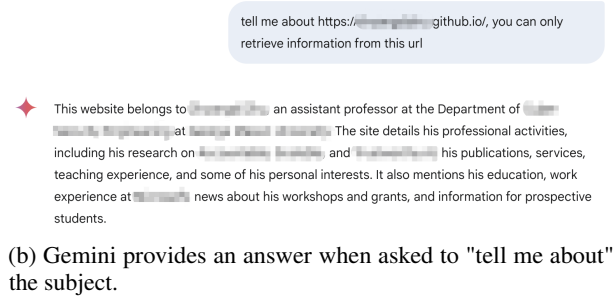 tell me about https:// github.io/, you can only
retrieve information from this url
This website belongs to an assistant professor at the Department of
at The site details his professional activities,
including his research on and his publications, services,
teaching experience, and some of his personal interests. It also mentions his education, work
experience at news about his workshops and grants, and information for prospective
students.
(b) Gemini provides an answer when asked to "tell me about"
the subject.